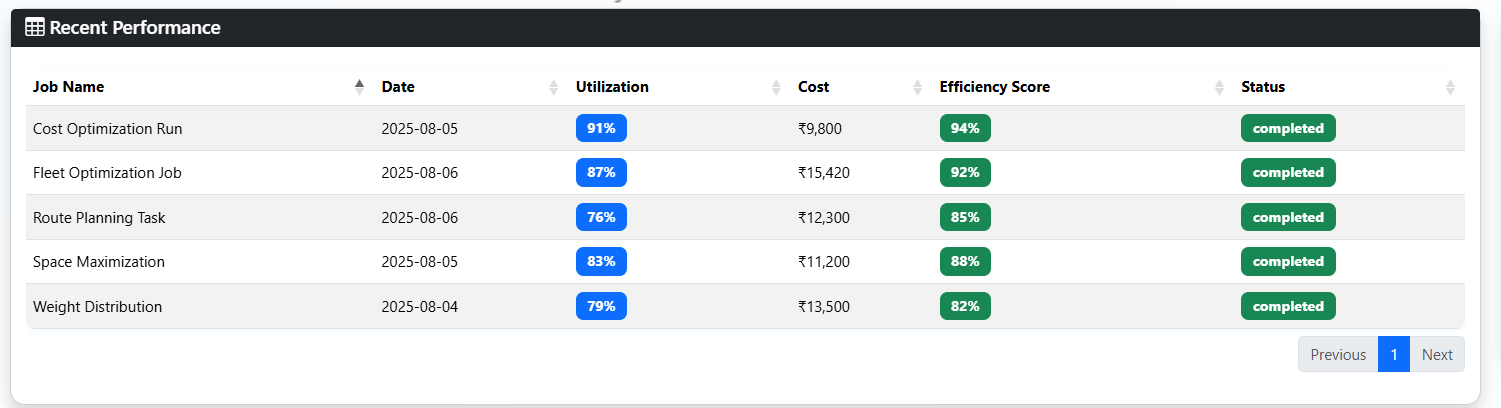 Recent Performance
Job Name Date Utilization Cost Efficiency Score Status
Cost Optimization Run 2025-08-05 91% ₹9,800 94% completed
Fleet Optimization Job 2025-08-06 87% ₹15,420 92% completed
Route Planning Task 2025-08-06 76% ₹12,300 85% completed
Space Maximization 2025-08-05 83% ₹11,200 88% completed
Weight Distribution 2025-08-04 79% ₹13,500 82% completed
Previous 1 Next